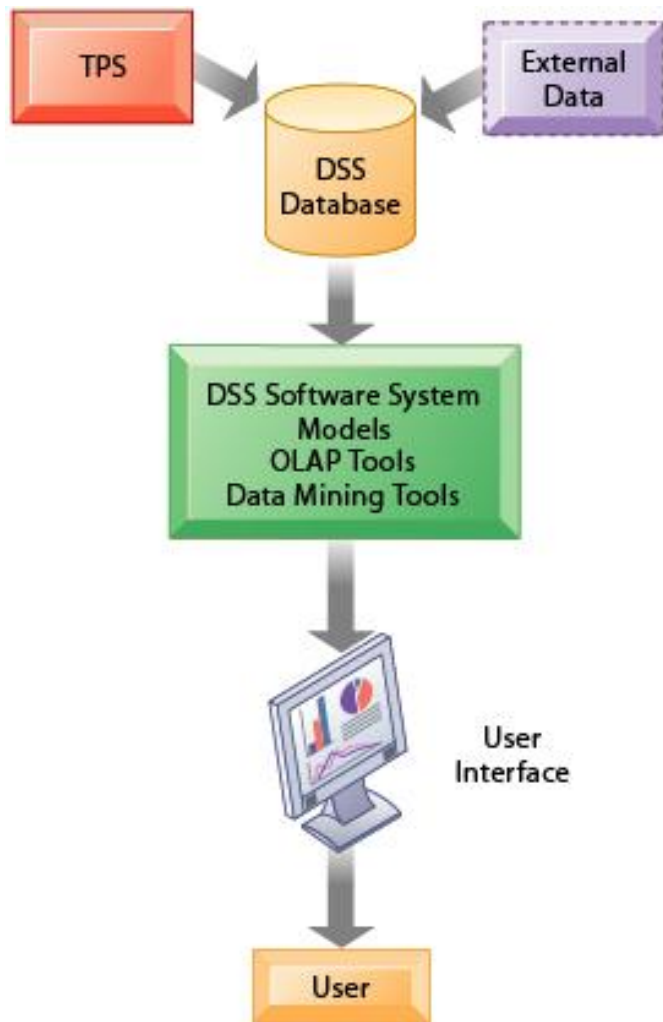 TPS
External
Data
DSS
Database
DSS Software System
Models
OLAP Tools
Data Mining Tools
User
Interface
User